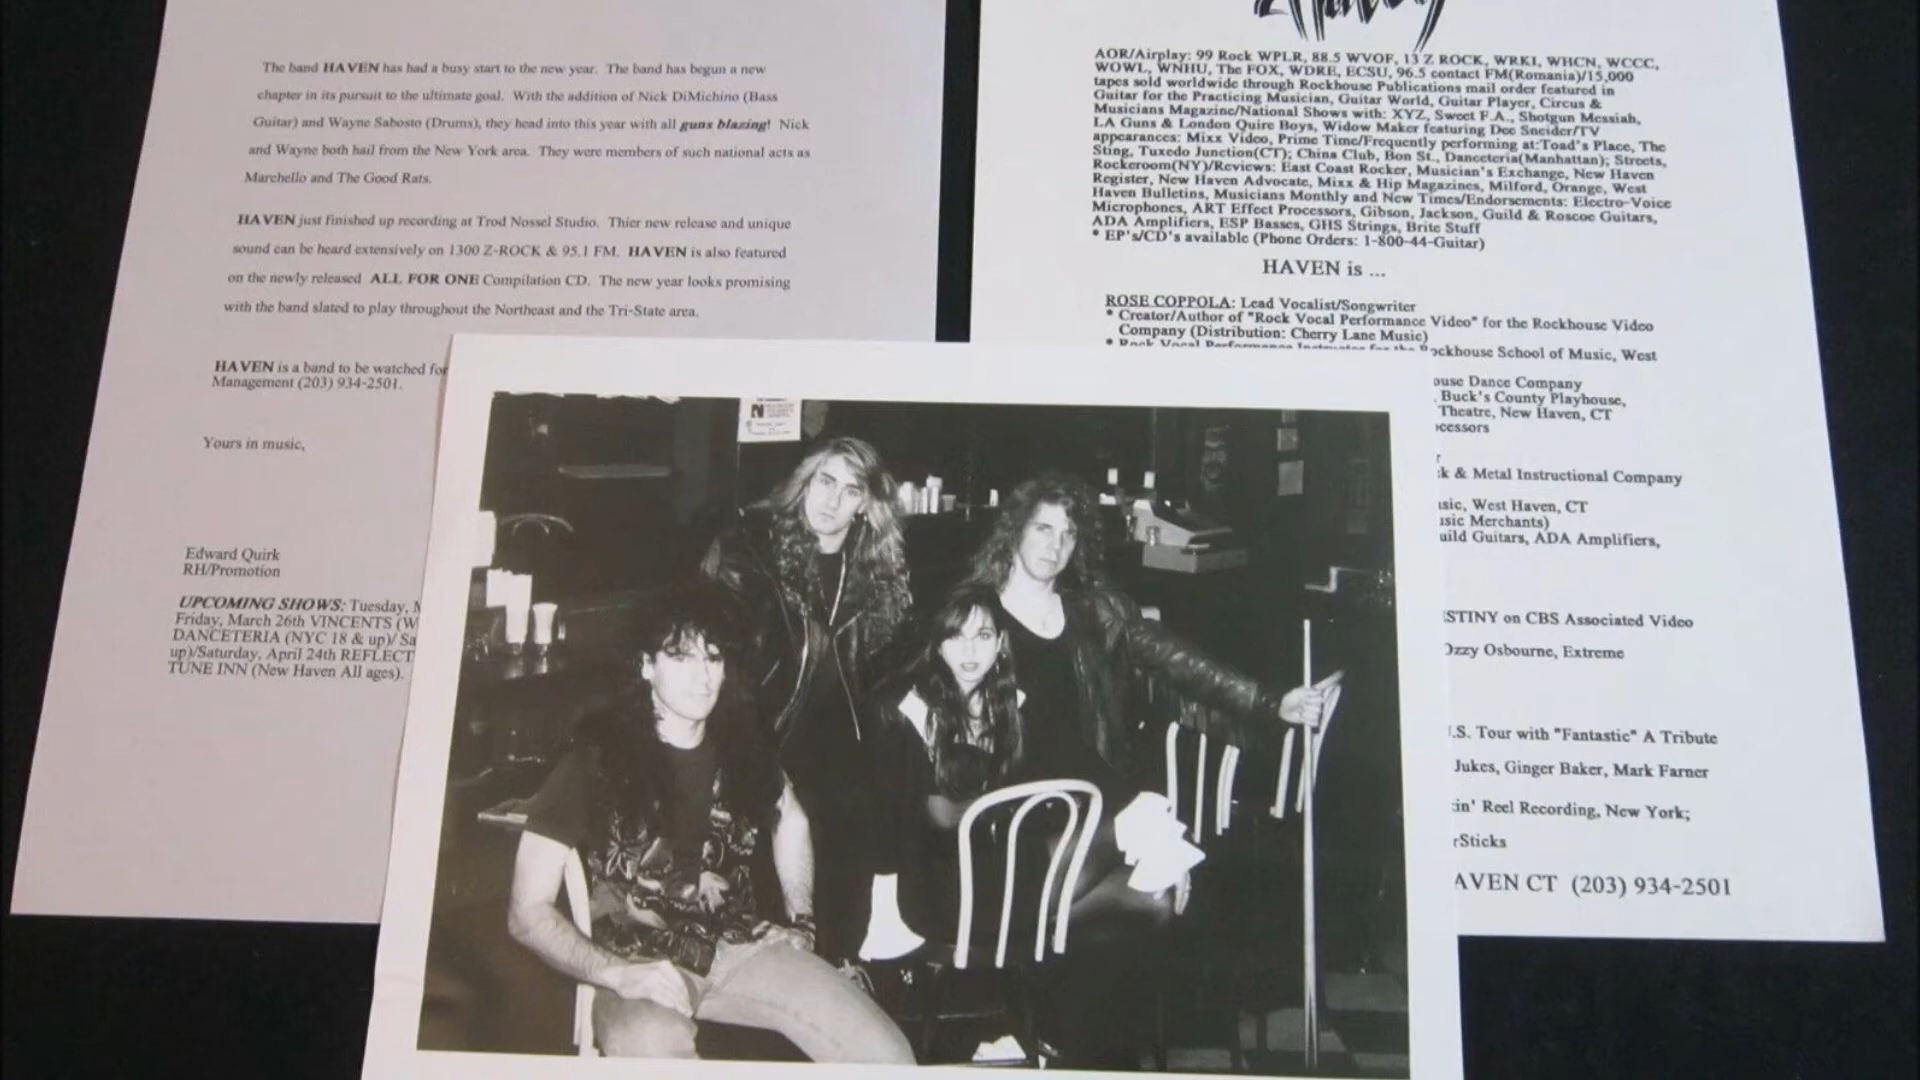 The band HAVEN has had a busy start to the new year. The band has begun a new
chapter in its pursuit to the ultimate goal. With the addition of Nick DiMichino (Bass
Guitar) and Wayne Sabosto (Drums), they head into this year with all guns blazing! Nick
and Wayne both hail from the New York area. They were members of such national acts as
Marchello and The Good Rats.
HAVEN just finished up recording at Trod Nossel Studio. Thier new release and unique
sound can be heard extensively on 1300 Z-ROCK & 95.1 FM. HAVEN is also featured
on the newly released ALL FOR ONE Compilation CD. The new year looks promising
with the band slated to play throughout the Northeast and the Tri-State area.
HAVEN is a band to be watched for
Management (203) 934-2501.
Yours in music,
Edward Quirk
RH/Promotion
UPCOMING SHOWS: Tuesday,
Friday, March 26th VINCENTS (W
DANCETERIA (NYC 18 & up)/ Sa
up)/Saturday, April 24th REFLECT
TUNE INN (New Haven All ages).
Haven
AOR/Airplay: 99 Rock WPLR, 88.5 WVOF, 13 Z ROCK, WRKI, WHCN, WCCC,
WOWL, WNHU, The FOX, WDRE, ECSU, 96.5 contact FM(Romania)/15,000
tapes sold worldwide through Rockhouse Publications mail order featured in
Guitar for the Practicing Musician, Guitar World, Guitar Player, Circus &
Musicians Magazine/National Shows with: XYZ, Sweet F.A., Shotgun Messiah,
LA Guns & London Quire Boys, Widow Maker featuring Dee Sneider/TV
appearances: Mixx Video, Prime Time/Frequently performing at:Toad's Place, The
Sting, Tuxedo Junction(CT); China Club, Bon St., Danceteria(Manhattan); Streets,
Rockeroom(NY)/Reviews: East Coast Rocker, Musician's Exchange, New Haven
Register, New Haven Advocate, Mixx & Hip Magazines, Milford, Orange, West
Haven Bulletins, Musicians Monthly and New Times/Endorsements: Electro-Voice
Microphones, ART Effect Processors, Gibson, Jackson, Guild & Roscoe Guitars,
ADA Amplifiers, ESP Basses, GHS Strings, Brite Stuff
* EP's/CD's available (Phone Orders: 1-800-44-Guitar)
HAVEN is ...
ROSE COPPOLA: Lead Vocalist/Songwriter
* Creator/Author of "Rock Vocal Performance Video" for the Rockhouse Video
Company (Distribution: Cherry Lane Music)
* Rock Vocal Performance Instructor for the Rockhouse School of Music, West
ouse Dance Company
Buck's County Playhouse,
Theatre, New Haven, CT
ocessors
k & Metal Instructional Company
usic, West Haven, CT
usic Merchants)
uild Guitars, ADA Amplifiers,
STINY on CBS Associated Video
Ozzy Osbourne, Extreme
.S. Tour with "Fantastic" A Tribute
Jukes, Ginger Baker, Mark Farner
in' Reel Recording, New York;
rSticks
AVEN CT (203) 934-2501